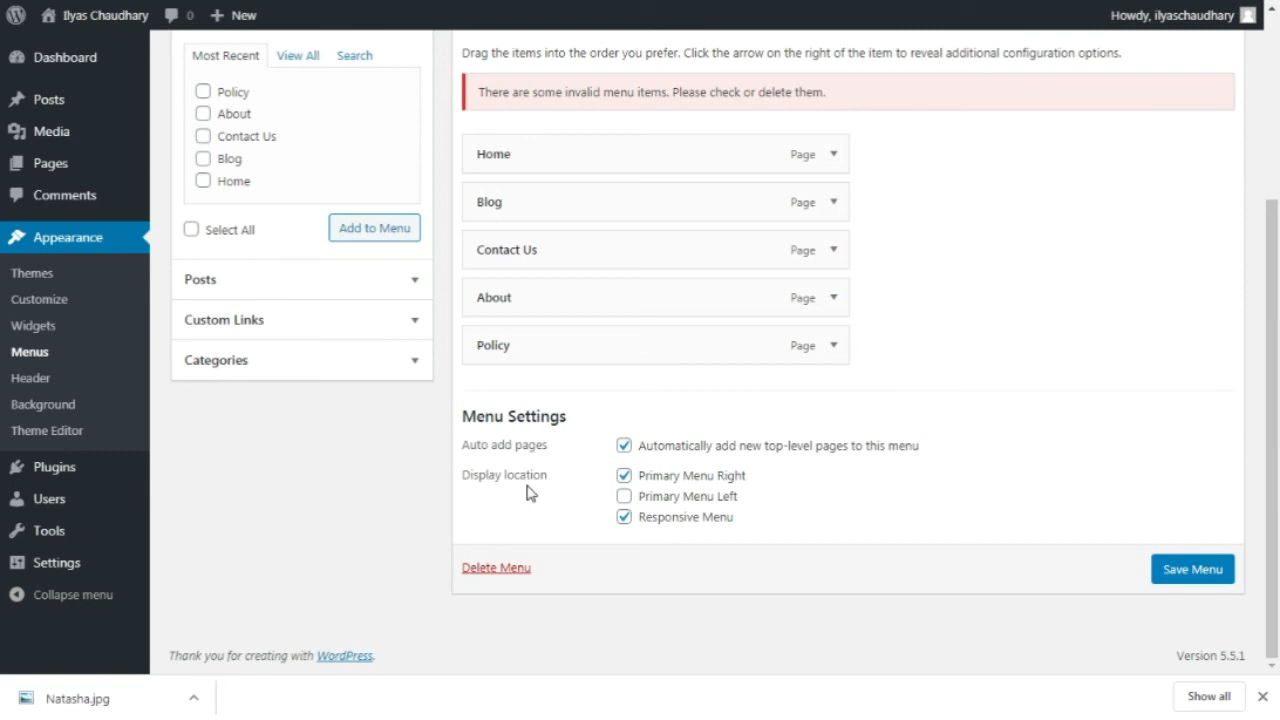 Ilyas Chaudhary 0 New Howdy, ilyaschaudhary
Dashboard
Posts
Media
Pages
Comments
Appearance
Themes
Customize
Widgets
Menus
Header
Background
Theme Editor
Plugins
Users
Tools
Settings
Collapse menu
Most Recent View All Search
Policy
About
Contact Us
Blog
Home
Select All Add to Menu
Posts
Custom Links
Categories
Drag the items into the order you prefer. Click the arrow on the right of the item to reveal additional configuration options.
There are some invalid menu items. Please check or delete them.
Home Page
Blog Page
Contact Us Page
About Page
Policy Page
Menu Settings
Auto add pages Automatically add new top-level pages to this menu
Display location Primary Menu Right
Primary Menu Left
Responsive Menu
Delete Menu Save Menu
Thank you for creating with WordPress. Version 5.5.1
Natasha.jpg Show all